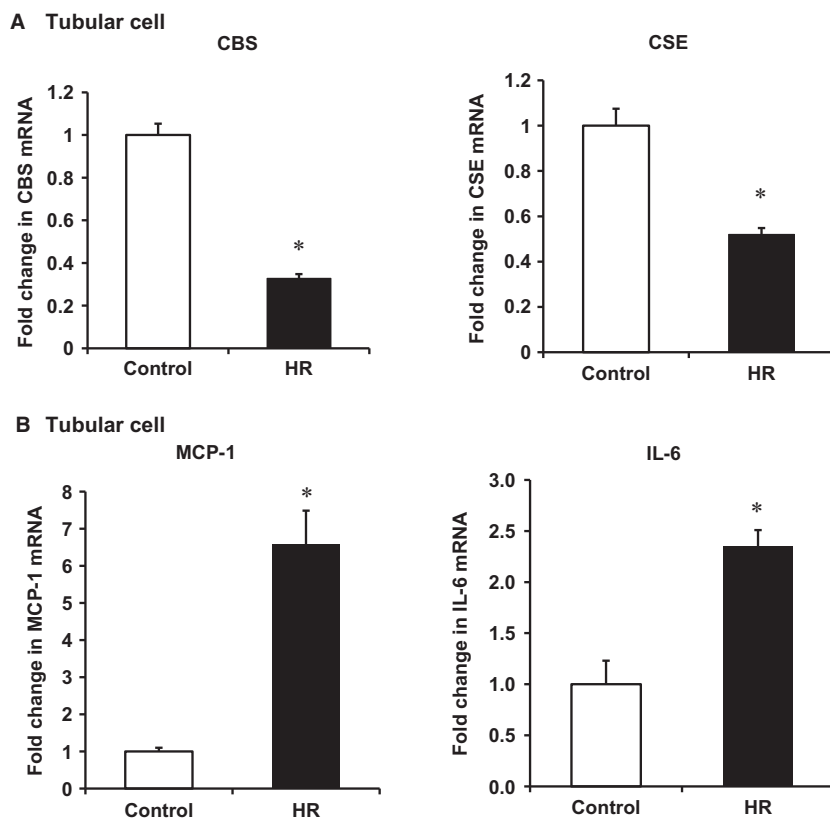 A Tubular cell
CBS
Fold change in CBS mRNA
1.2
1
0.8
0.6
0.4
0.2
0
*
Control HR
CSE
Fold change in CSE mRNA
1.2
1
0.8
0.6
0.4
0.2
0
*
Control HR
B Tubular cell
MCP-1
Fold change in MCP-1 mRNA
8
7
6
5
4
3
2
1
0
*
Control HR
IL-6
Fold change in IL-6 mRNA
3.0
2.5
2.0
1.5
1.0
0.5
0.0
*
Control HR